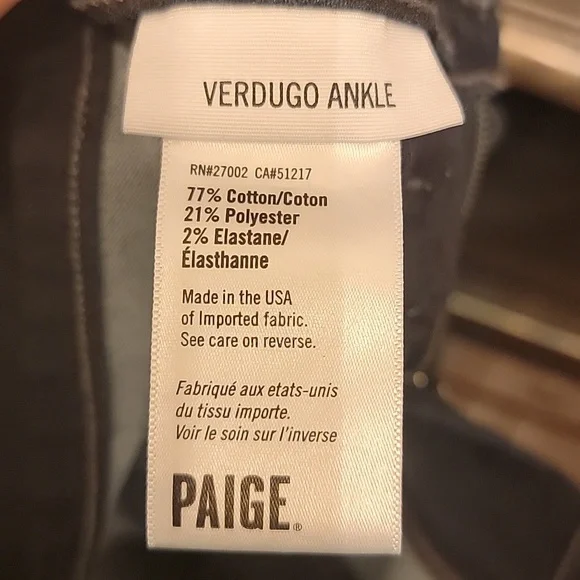 VERDUGO ANKLE
RN#27002 CA#51217
77% Cotton/Coton
21% Polyester
2% Elastane/
Élasthanne
Made in the USA
of Imported fabric.
See care on reverse.
Fabriqué aux etats-unis
du tissu importe.
Voir le soin sur l'inverse
PAIGE®